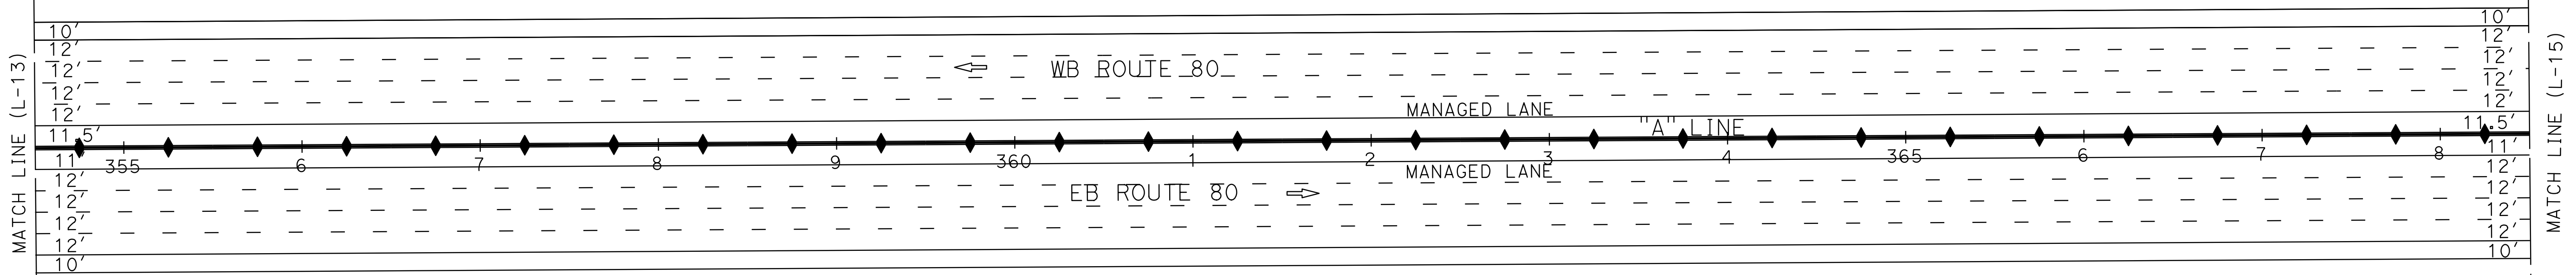 MATCH LINE (L-13)
10' 10'
12' 12'
12' WB ROUTE 80 12'
12' 12'
12' MANAGED LANE 12'
11.5' "A" LINE 11.5'
11' 355 6 7 8 9 360 1 2 3 4 365 6 7 8 11'
12' MANAGED LANE 12'
12' EB ROUTE 80 12'
12' 12'
12' 12'
10' 10'
MATCH LINE (L-15)